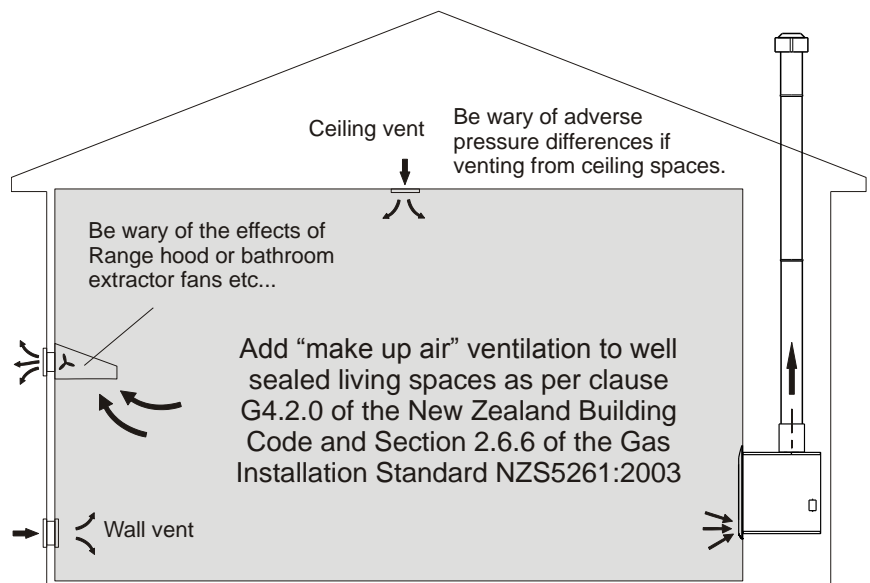 Ceiling vent
Be wary of adverse
pressure differences if
venting from ceiling spaces.
Be wary of the effects of
Range hood or bathroom
extractor fans etc...
Add “make up air” ventilation to well
sealed living spaces as per clause
G4.2.0 of the New Zealand Building
Code and Section 2.6.6 of the Gas
Installation Standard NZS5261:2003
Wall vent